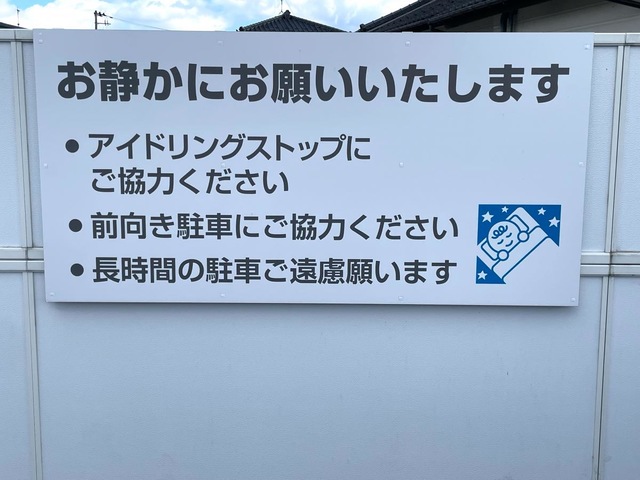 お静かにお願いいたします
●アイドリングストップに
ご協力ください
●前向き駐車にご協力ください
●長時間の駐車ご遠慮願います